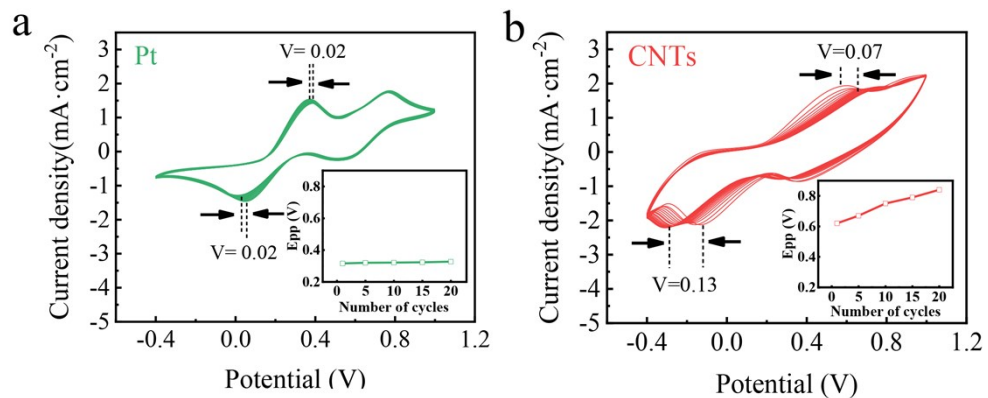 a
Pt
V= 0.02
V= 0.02
Current density(mA·cm-2)
3
2
1
0
-1
-2
-3
-4
-5
-0.4 0.0 0.4 0.8 1.2
Potential (V)
Epp (V)
0.8
0.6
0.4
0.2
0 5 10 15 20
Number of cycles
b
CNTs
V=0.07
V=0.13
Current density(mA·cm-2)
3
2
1
0
-1
-2
-3
-4
-5
-0.4 0.0 0.4 0.8 1.2
Potential (V)
Epp (V)
0.8
0.6
0.4
0.2
0 5 10 15 20
Number of cycles